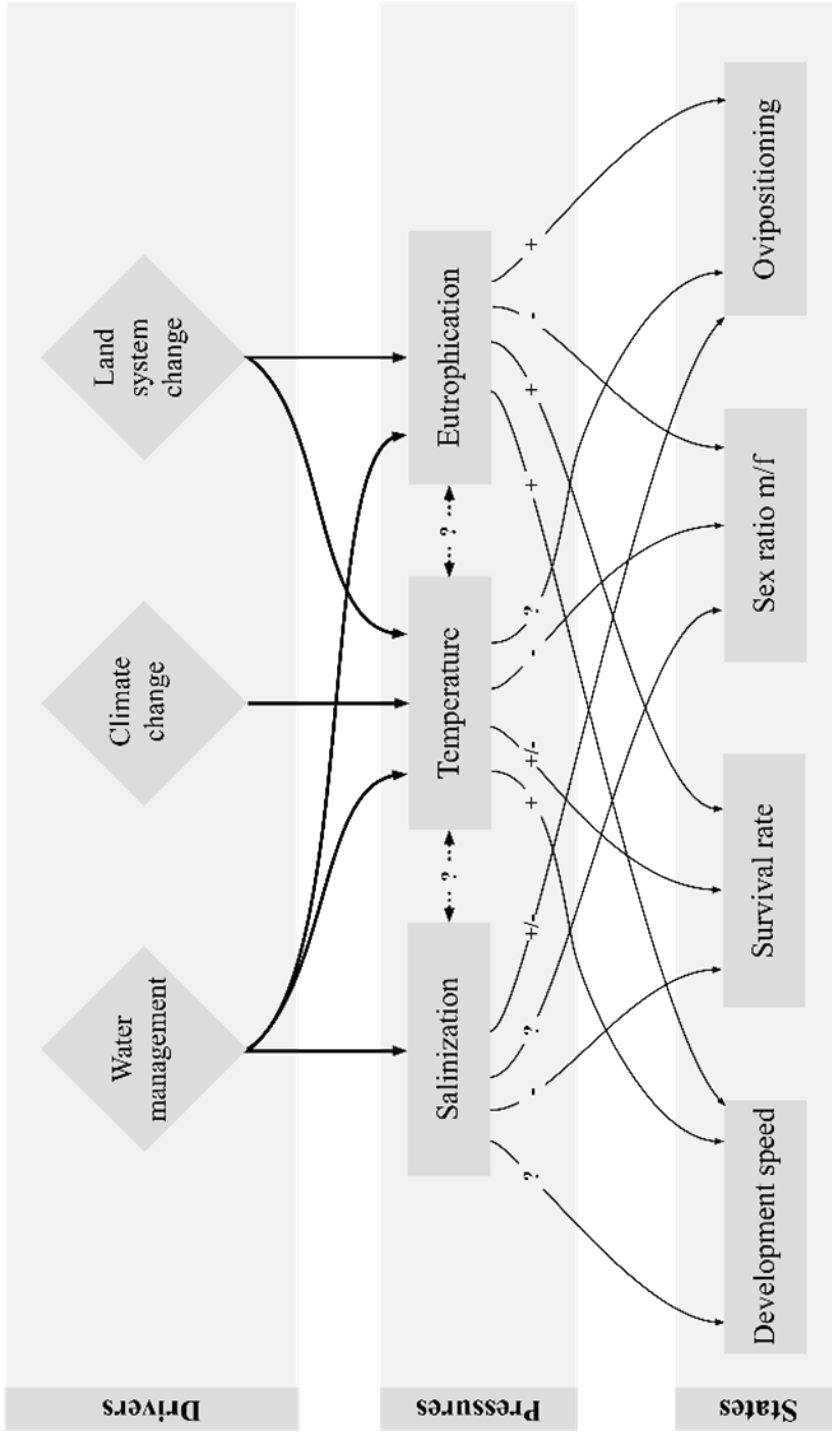 Drivers
Water
management
Climate
change
Land
system
change
Pressures
Salinization
... ? ...
Temperature
... ? ...
Eutrophication
?
-
?
+/-
+
+/-
-
?
+
+
-
+
States
Development speed
Survival rate
Sex ratio m/f
Ovipositioning